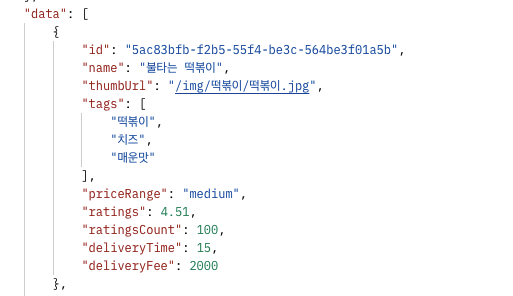 "data": [
{
"id": "5ac83bfb-f2b5-55f4-be3c-564be3f01a5b",
"name": "불타는 떡볶이",
"thumbUrl": "/img/떡볶이/떡볶이.jpg",
"tags": [
"떡볶이",
"치즈",
"매운맛"
],
"priceRange": "medium",
"ratings": 4.51,
"ratingsCount": 100,
"deliveryTime": 15,
"deliveryFee": 2000
},